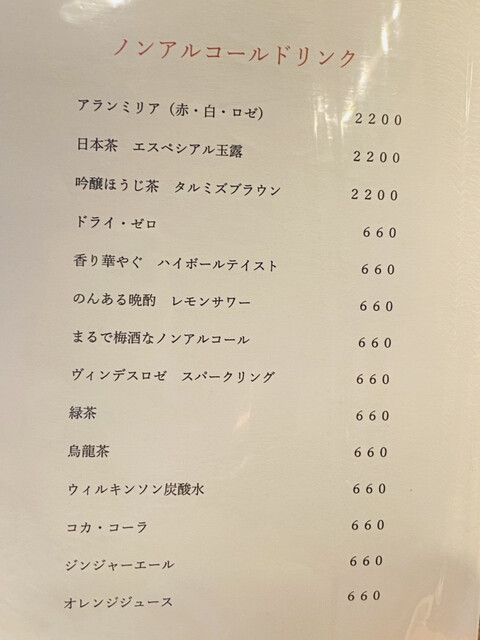 ノンアルコールドリンク
アランミリア（赤・白・ロゼ） 2200
日本茶 エスペシアル玉露 2200
吟醸ほうじ茶 タルミズブラウン 2200
ドライ・ゼロ 660
香り華やぐ ハイボールテイスト 660
のんある晩酌 レモンサワー 660
まるで梅酒なノンアルコール 660
ヴィンデスロゼ スパークリング 660
緑茶 660
烏龍茶 660
ウィルキンソン炭酸水 660
コカ・コーラ 660
ジンジャーエール 660
オレンジジュース 660